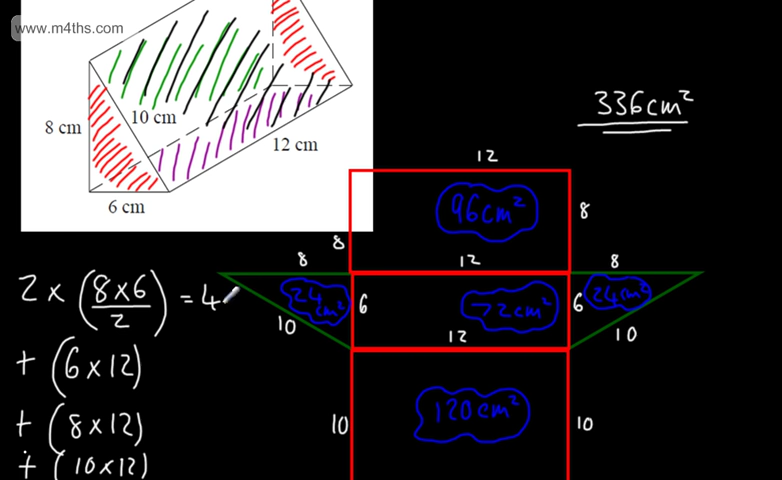 www.m4ths.com
8 cm
10 cm
12 cm
6 cm
336cm²
12
96cm²
8
8
8
12
8
24
cm²
6
72cm²
6
24cm²
10
12
10
10
120cm²
10
2 × (8×6/2) = 4
+ (6×12)
+ (8×12)
+ (10×12)